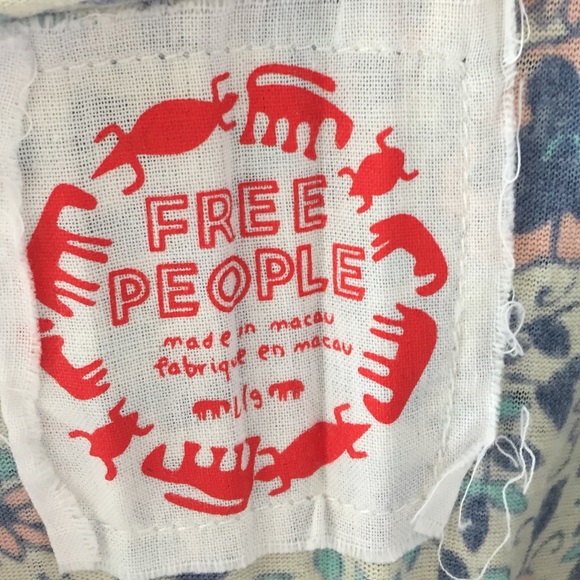 FREE
PEOPLE
made in macau
fabrique en macau
L/g